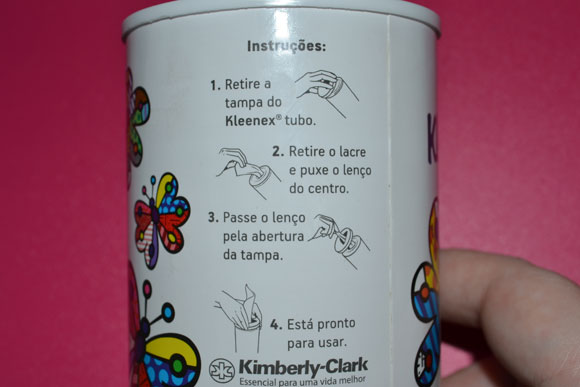 Instruções:
1. Retire a
tampa do
Kleenex® tubo.
2. Retire o lacre
e puxe o lenço
do centro.
3. Passe o lenço
pela abertura
da tampa.
4. Está pronto
para usar.
Kimberly-Clark
Essencial para uma vida melhor